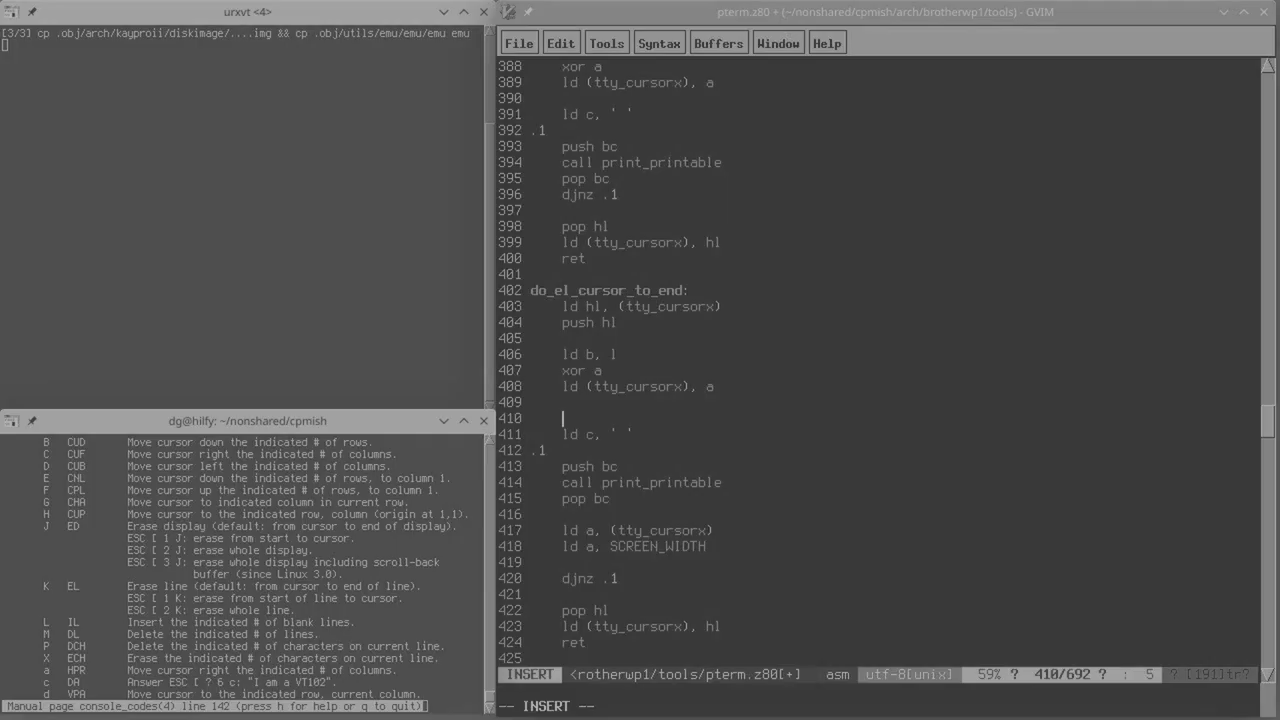 urxvt <4>
[3/3] cp .obj/arch/kayproii/diskimage/....img && cp .obj/utils/emu/emu/emu emu
dg@hilfy: ~/nonshared/cpmish
B CUD Move cursor down the indicated # of rows.
C CUF Move cursor right the indicated # of columns.
D CUB Move cursor left the indicated # of columns.
E CNL Move cursor down the indicated # of rows, to column 1.
F CPL Move cursor up the indicated # of rows, to column 1.
G CHA Move cursor to indicated column in current row.
H CUP Move cursor to the indicated row, column (origin at 1,1).
J ED Erase display (default: from cursor to end of display).
ESC [ 1 J: erase from start to cursor.
ESC [ 2 J: erase whole display.
ESC [ 3 J: erase whole display including scroll-back
buffer (since Linux 3.0).
K EL Erase line (default: from cursor to end of line).
ESC [ 1 K: erase from start of line to cursor.
ESC [ 2 K: erase whole line.
L IL Insert the indicated # of blank lines.
M DL Delete the indicated # of lines.
P DCH Delete the indicated # of characters on current line.
X ECH Erase the indicated # of characters on current line.
a HPR Move cursor right the indicated # of columns.
c DA Answer ESC [ ? 6 c: "I am a VT102".
d VPA Move cursor to the indicated row, current column.
Manual page console_codes(4) line 142 (press h for help or q to quit)
pterm.z80 + (~/nonshared/cpmish/arch/brotherwp1/tools) - GVIM
File Edit Tools Syntax Buffers Window Help
388 xor a
389 ld (tty_cursorx), a
390
391 ld c, ' '
392 .1
393 push bc
394 call print_printable
395 pop bc
396 djnz .1
397
398 pop hl
399 ld (tty_cursorx), hl
400 ret
401
402 do_el_cursor_to_end:
403 ld hl, (tty_cursorx)
404 push hl
405
406 ld b, l
407 xor a
408 ld (tty_cursorx), a
409
410
411 ld c, ' '
412 .1
413 push bc
414 call print_printable
415 pop bc
417 ld a, (tty_cursorx)
418 ld a, SCREEN_WIDTH
419
420 djnz .1
421
422 pop hl
423 ld (tty_cursorx), hl
424 ret
425
INSERT <rotherwp1/tools/pterm.z80[+] asm utf-8[unix] 59% ? 410/692 ? : 5 ? [191]tr?
-- INSERT --